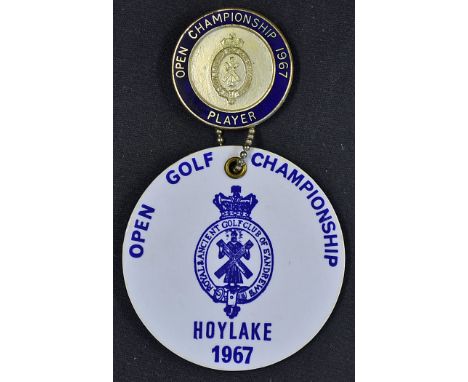 OPEN CHAMPIONSHIP 1967
PLAYER
OPEN GOLF CHAMPIONSHIP
ROYAL & ANCIENT GOLF CLUB OF ST ANDREWS
HOYLAKE
1967